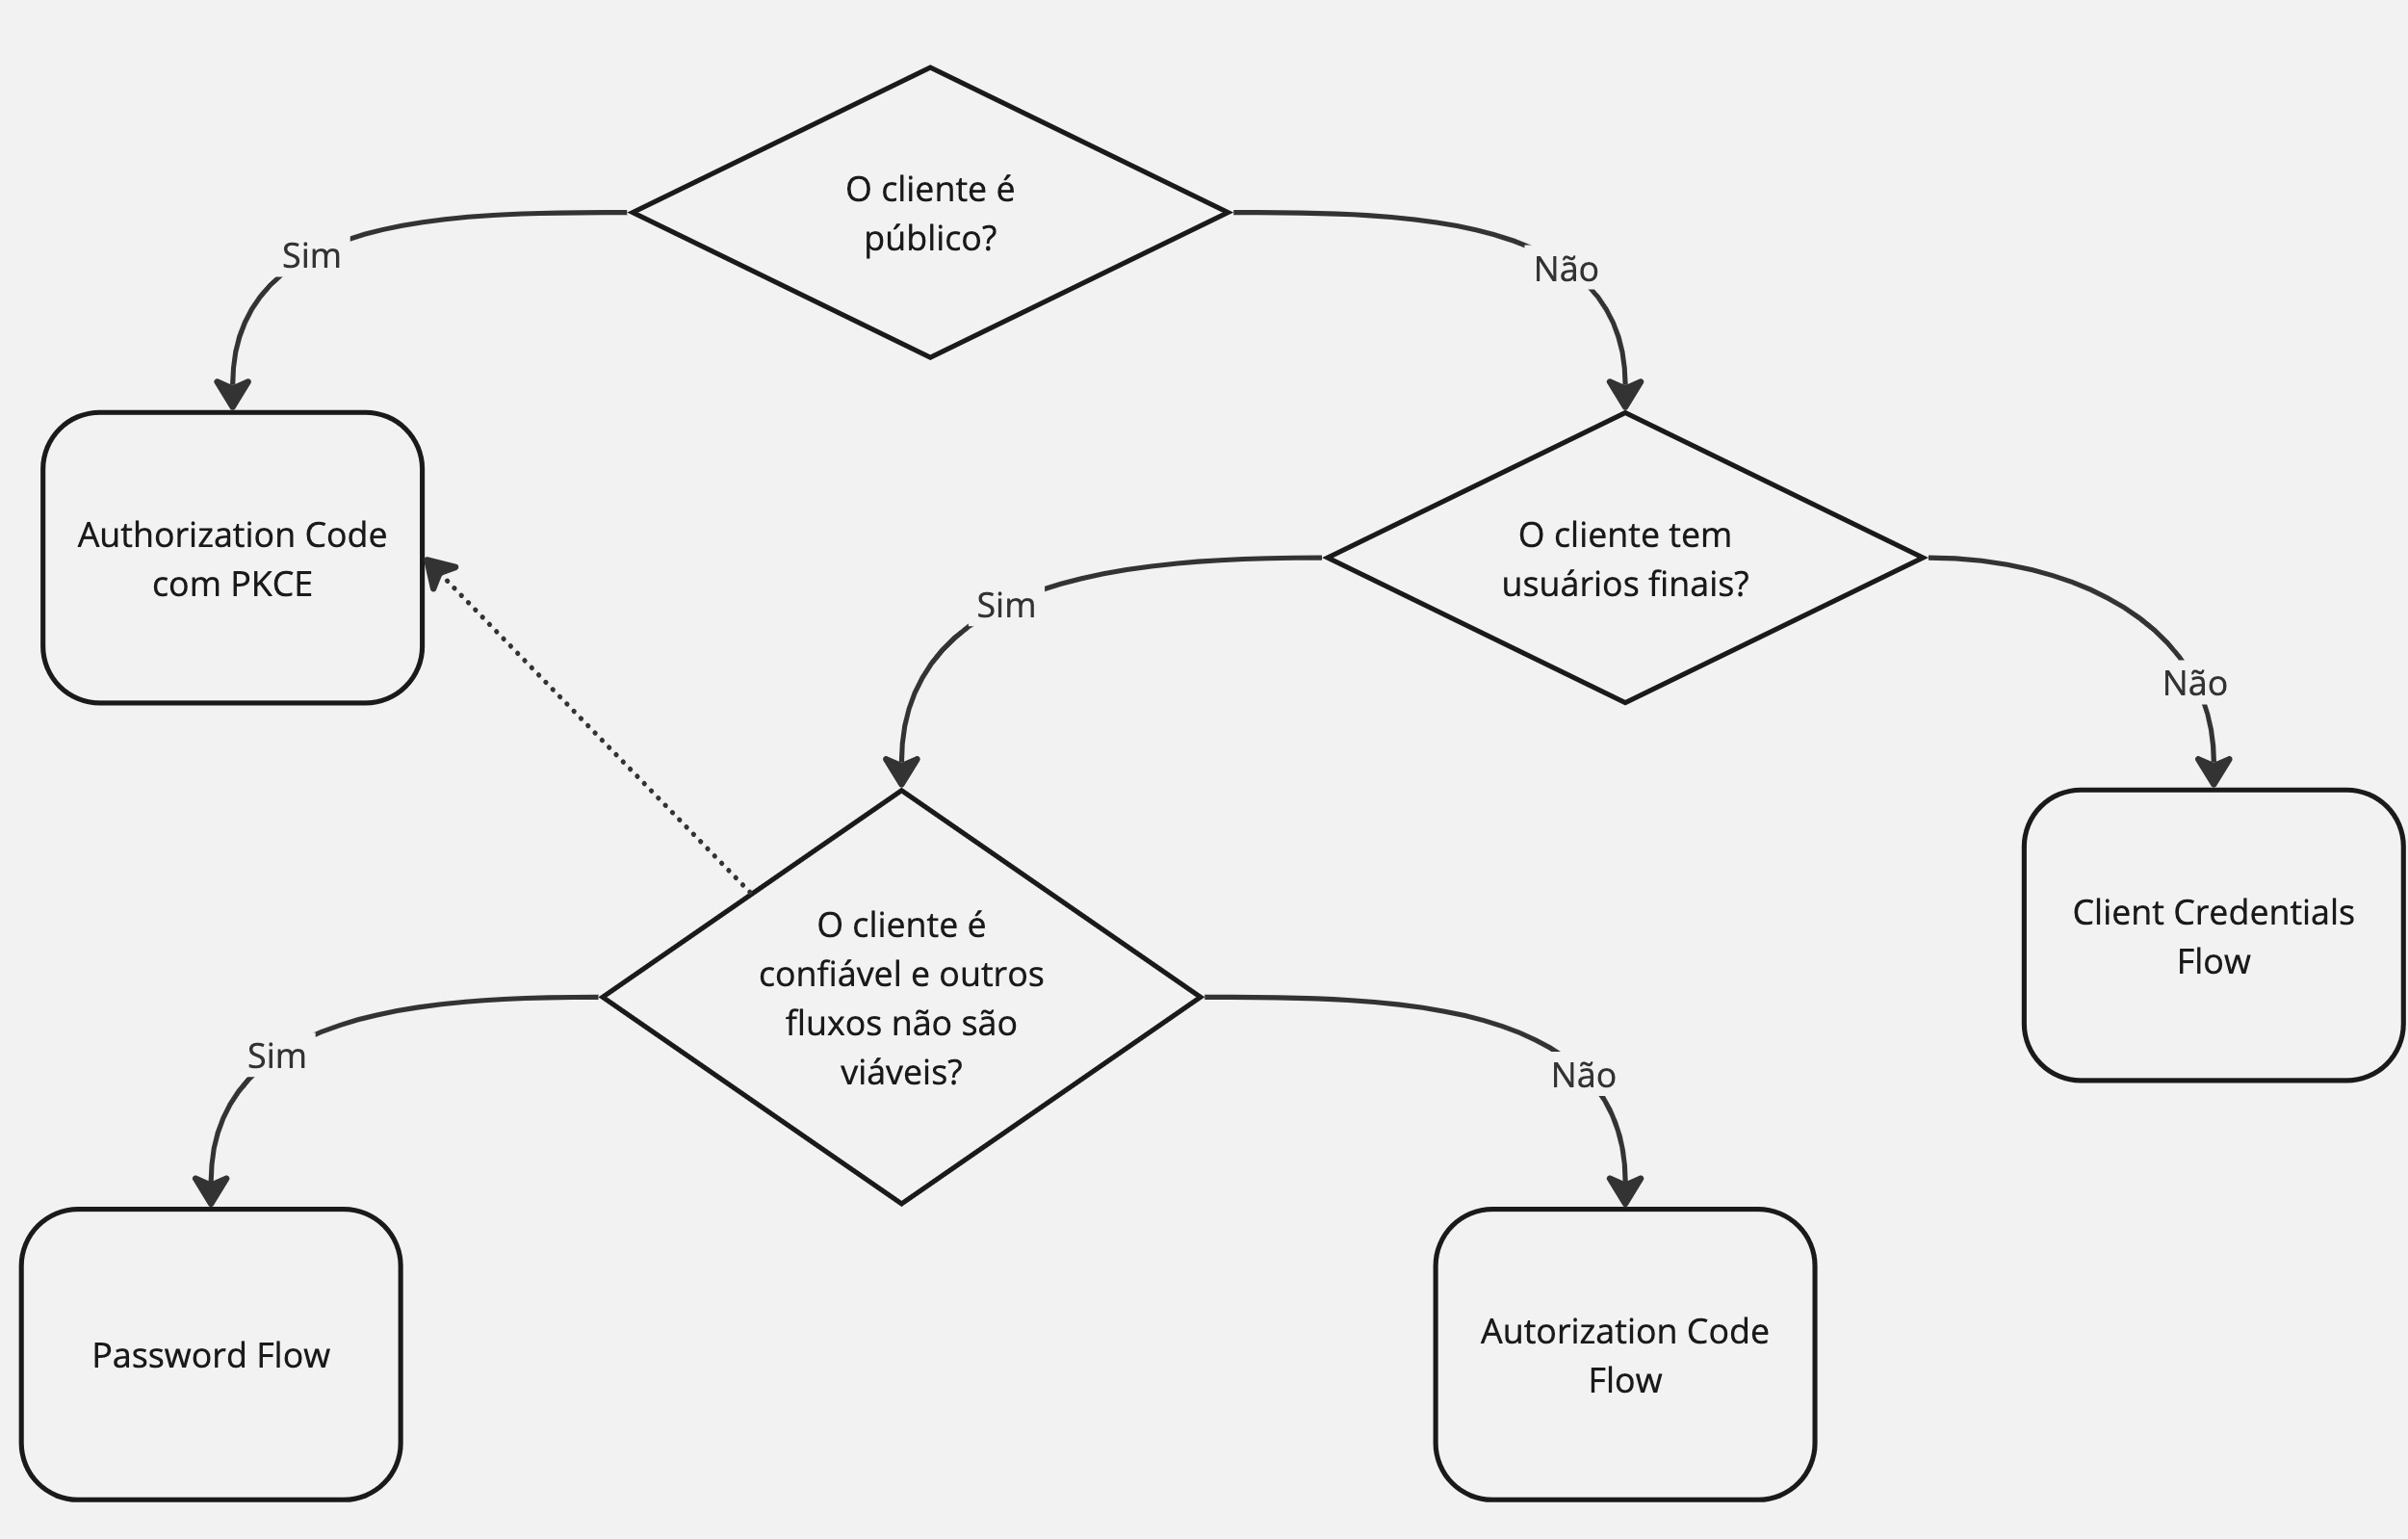 O cliente é
público?
Sim
Não
Authorization Code
com PKCE
O cliente tem
usuários finais?
Sim
Não
O cliente é
confiável e outros
fluxos não são
viáveis?
Client Credentials
Flow
Sim
Não
Password Flow
Autorization Code
Flow